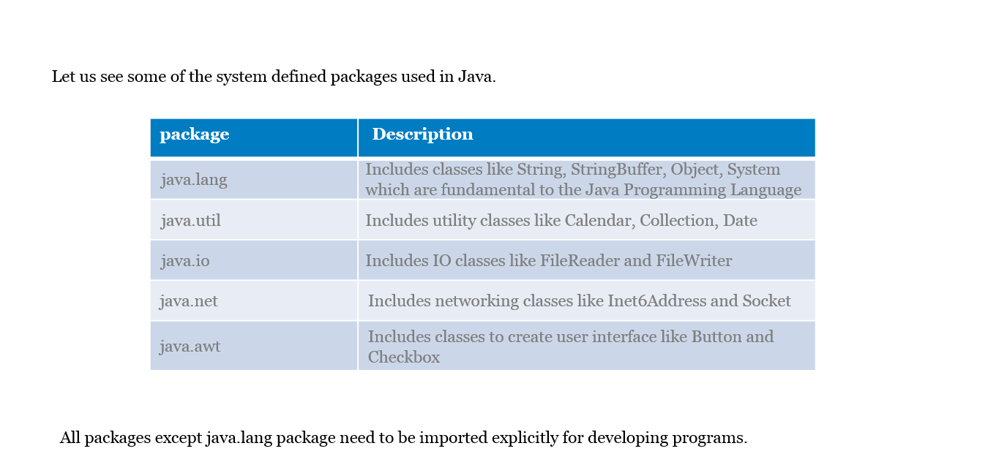 Let us see some of the system defined packages used in Java.
package Description
java.lang Includes classes like String, StringBuffer, Object, System
which are fundamental to the Java Programming Language
java.util Includes utility classes like Calendar, Collection, Date
java.io Includes IO classes like FileReader and FileWriter
java.net Includes networking classes like Inet6Address and Socket
java.awt Includes classes to create user interface like Button and
Checkbox
All packages except java.lang package need to be imported explicitly for developing programs.